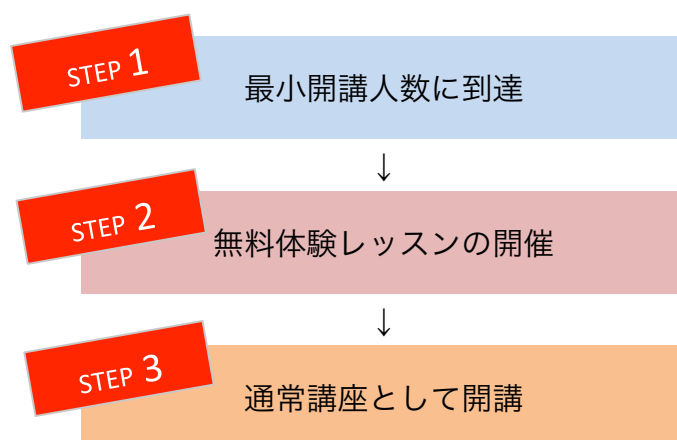 STEP 1
最小開講人数に到達
↓
STEP 2
無料体験レッスンの開催
↓
STEP 3
通常講座として開講